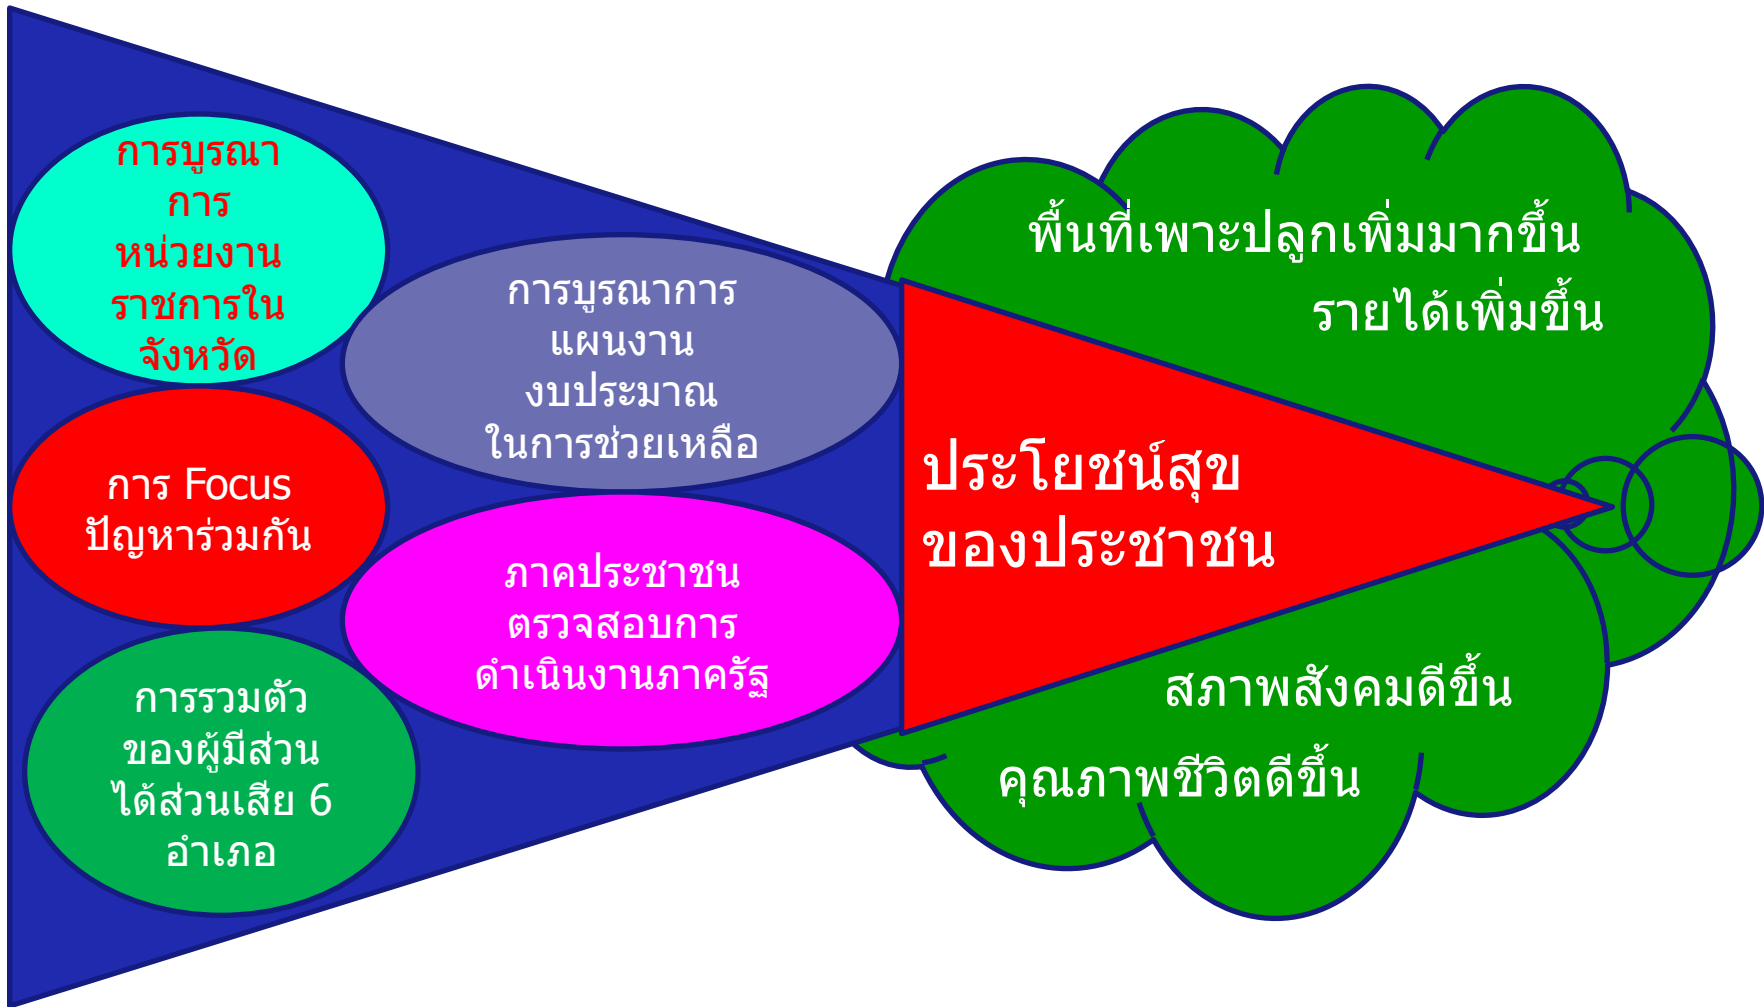 การบูรณา
การ
หน่วยงาน
ราชการใน
จังหวัด
การ Focus
ปัญหาร่วมกัน
การรวมตัว
ของผู้มีส่วน
ได้ส่วนเสีย 6
อำเภอ
การบูรณาการ
แผนงาน
งบประมาณ
ในการช่วยเหลือ
ภาคประชาชน
ตรวจสอบการ
ดำเนินงานภาครัฐ
ประโยชน์สุข
ของประชาชน
พื้นที่เพาะปลูกเพิ่มมากขึ้น
รายได้เพิ่มขึ้น
สภาพสังคมดีขึ้น
คุณภาพชีวิตดีขึ้น